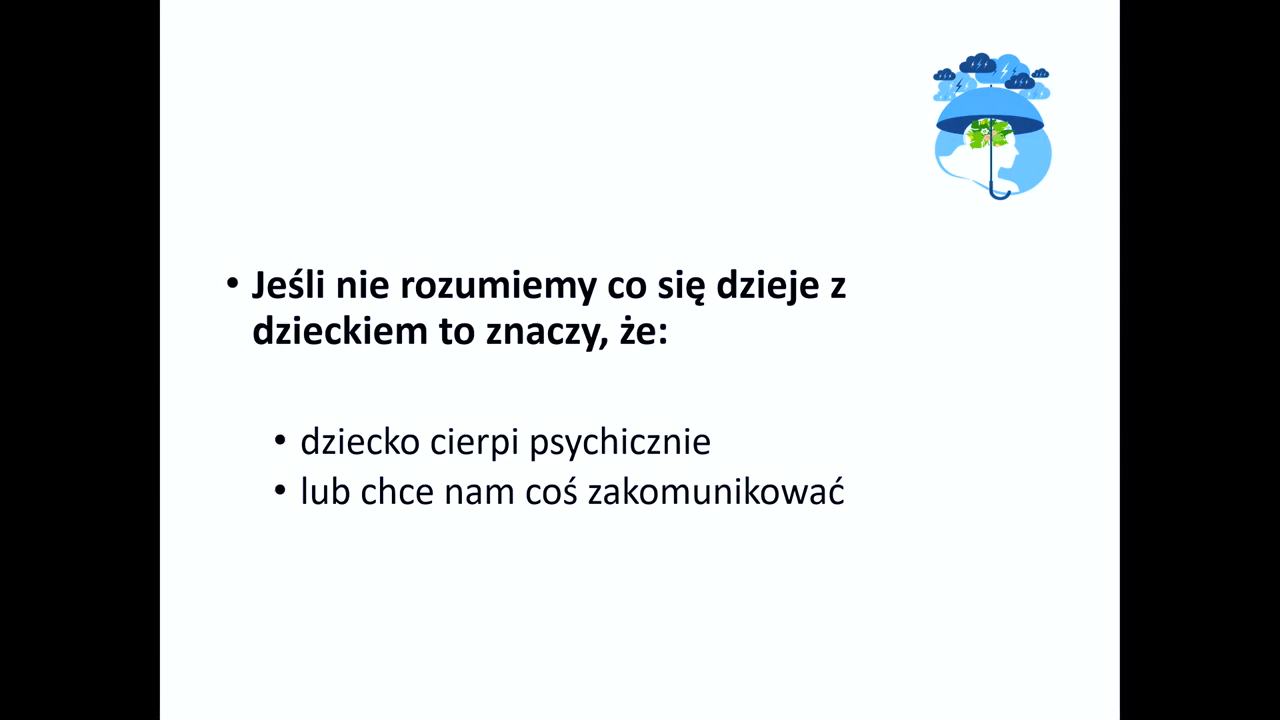 • Jeśli nie rozumiemy co się dzieje z
dzieckiem to znaczy, że:
• dziecko cierpi psychicznie
• lub chce nam coś zakomunikować